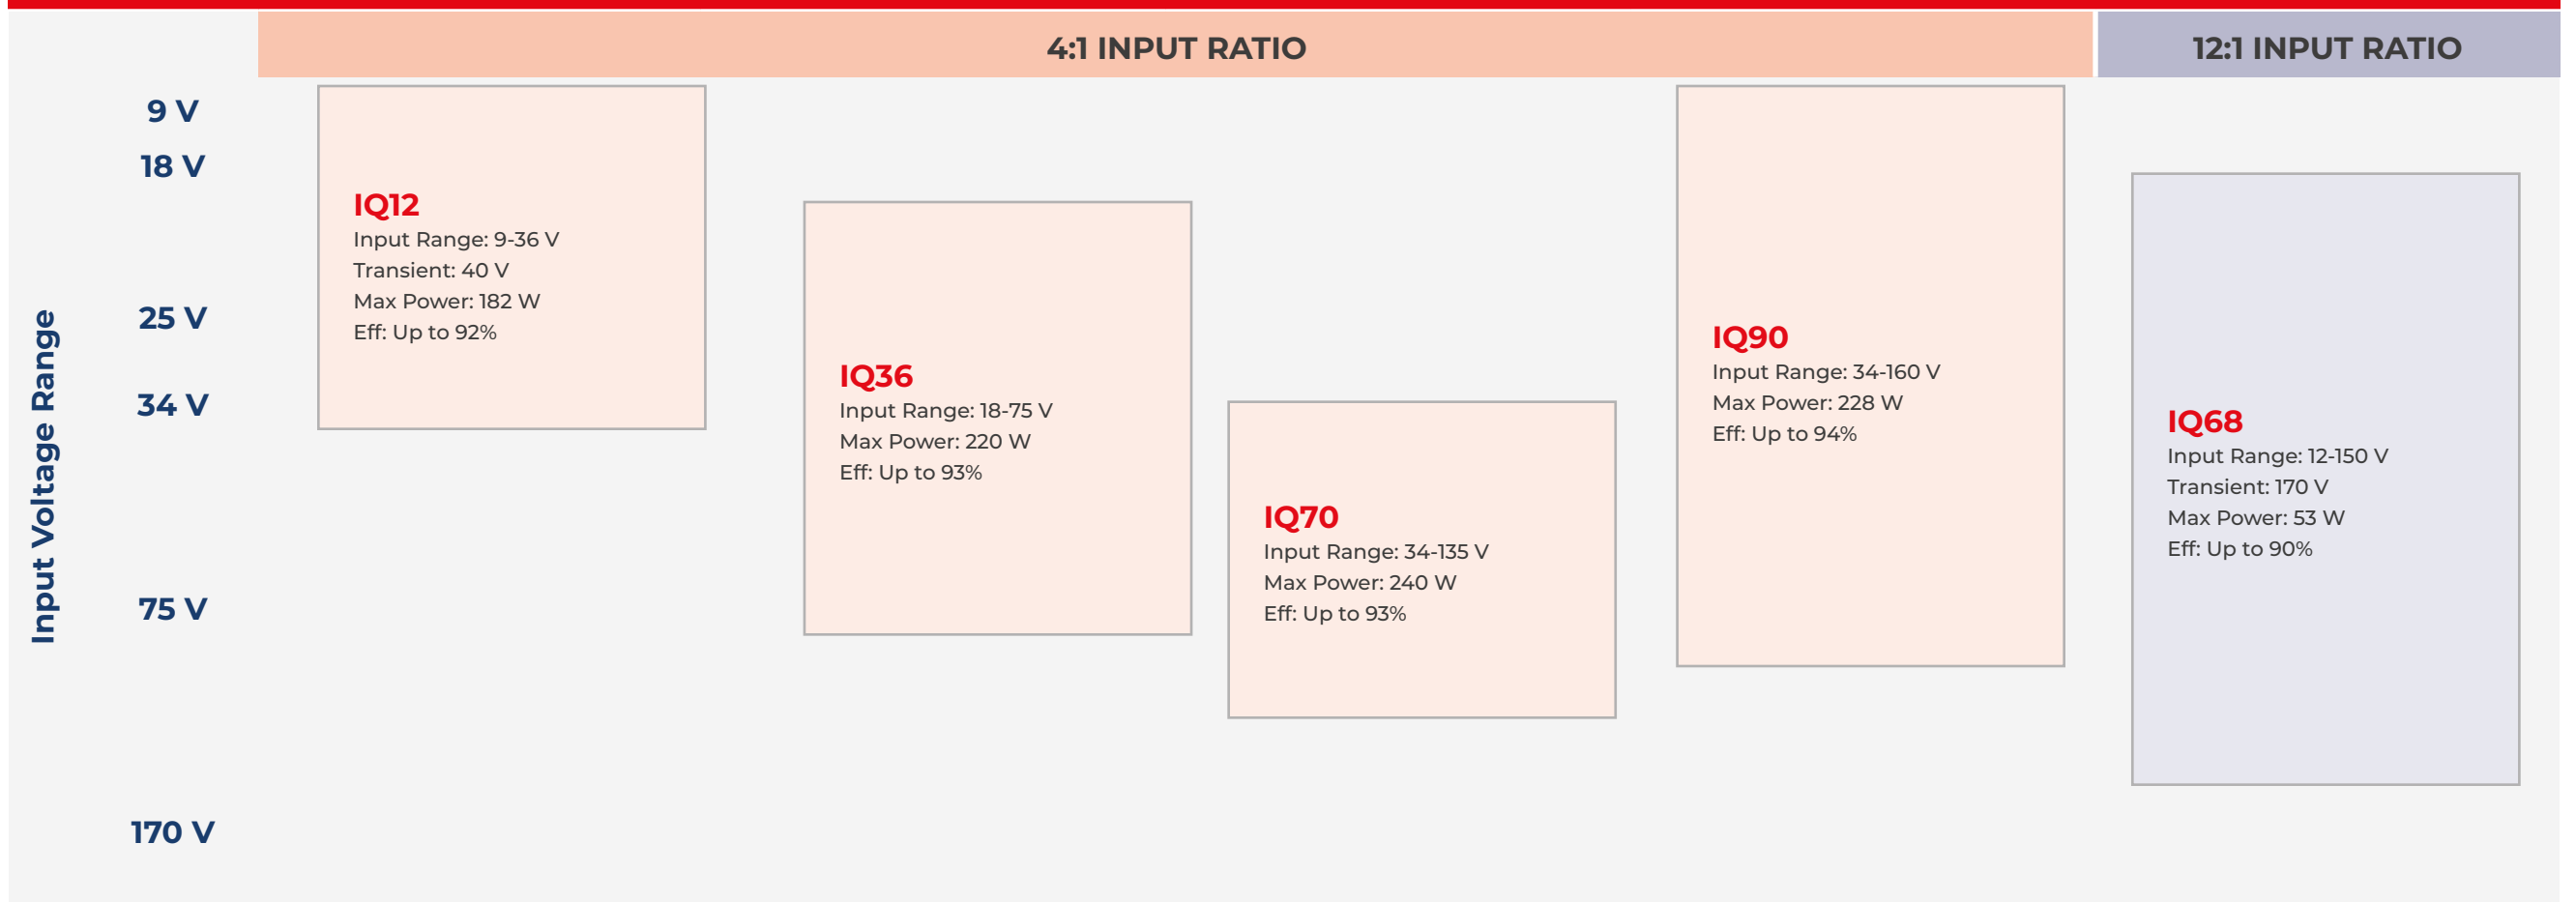 4:1 INPUT RATIO
12:1 INPUT RATIO
Input Voltage Range
9 V
18 V
25 V
34 V
75 V
170 V
IQ12
Input Range: 9-36 V
Transient: 40 V
Max Power: 182 W
Eff: Up to 92%
IQ36
Input Range: 18-75 V
Max Power: 220 W
Eff: Up to 93%
IQ70
Input Range: 34-135 V
Max Power: 240 W
Eff: Up to 93%
IQ90
Input Range: 34-160 V
Max Power: 228 W
Eff: Up to 94%
IQ68
Input Range: 12-150 V
Transient: 170 V
Max Power: 53 W
Eff: Up to 90%